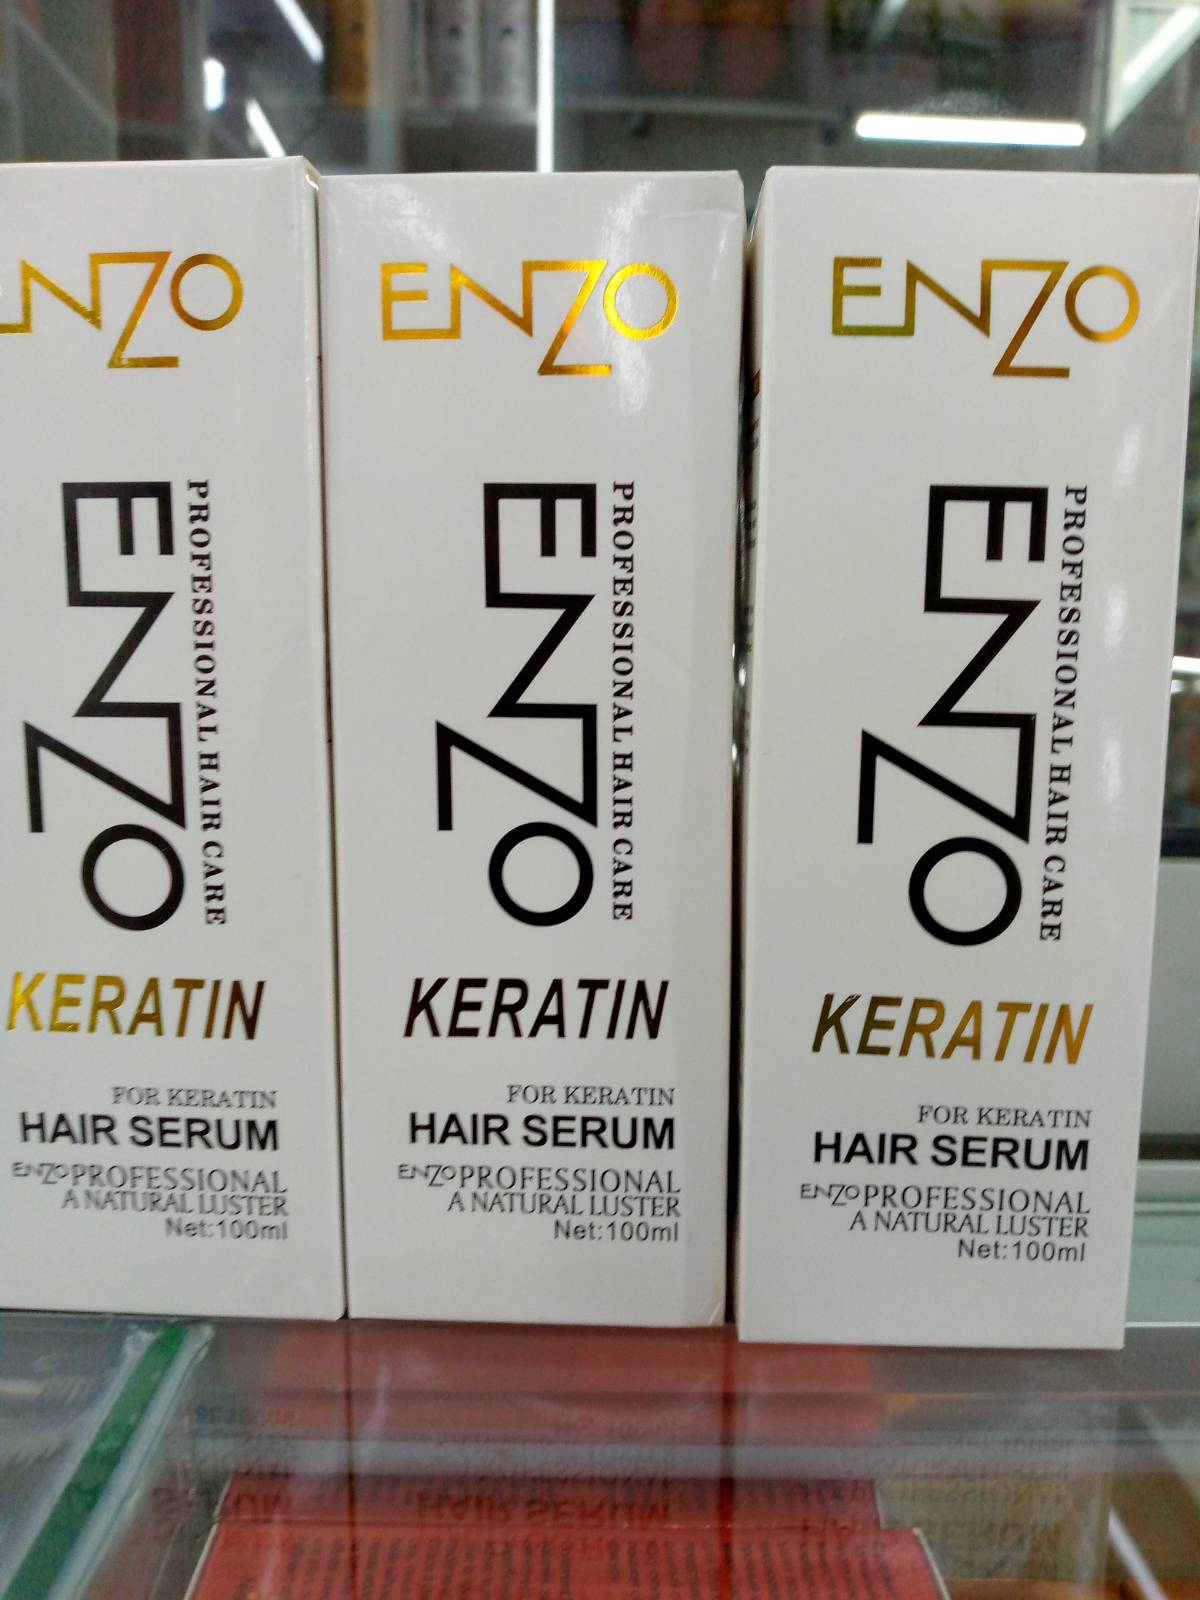 ENZO
ENZO
PROFESSIONAL HAIR CARE
KERATIN
FOR KERATIN
HAIR SERUM
ENZO PROFESSIONAL
A NATURAL LUSTER
Net:100ml
ENZO
ENZO
PROFESSIONAL HAIR CARE
KERATIN
FOR KERATIN
HAIR SERUM
ENZO PROFESSIONAL
A NATURAL LUSTER
Net:100ml
ENZO
ENZO
PROFESSIONAL HAIR CARE
KERATIN
FOR KERATIN
HAIR SERUM
ENZO PROFESSIONAL
A NATURAL LUSTER
Net:100ml